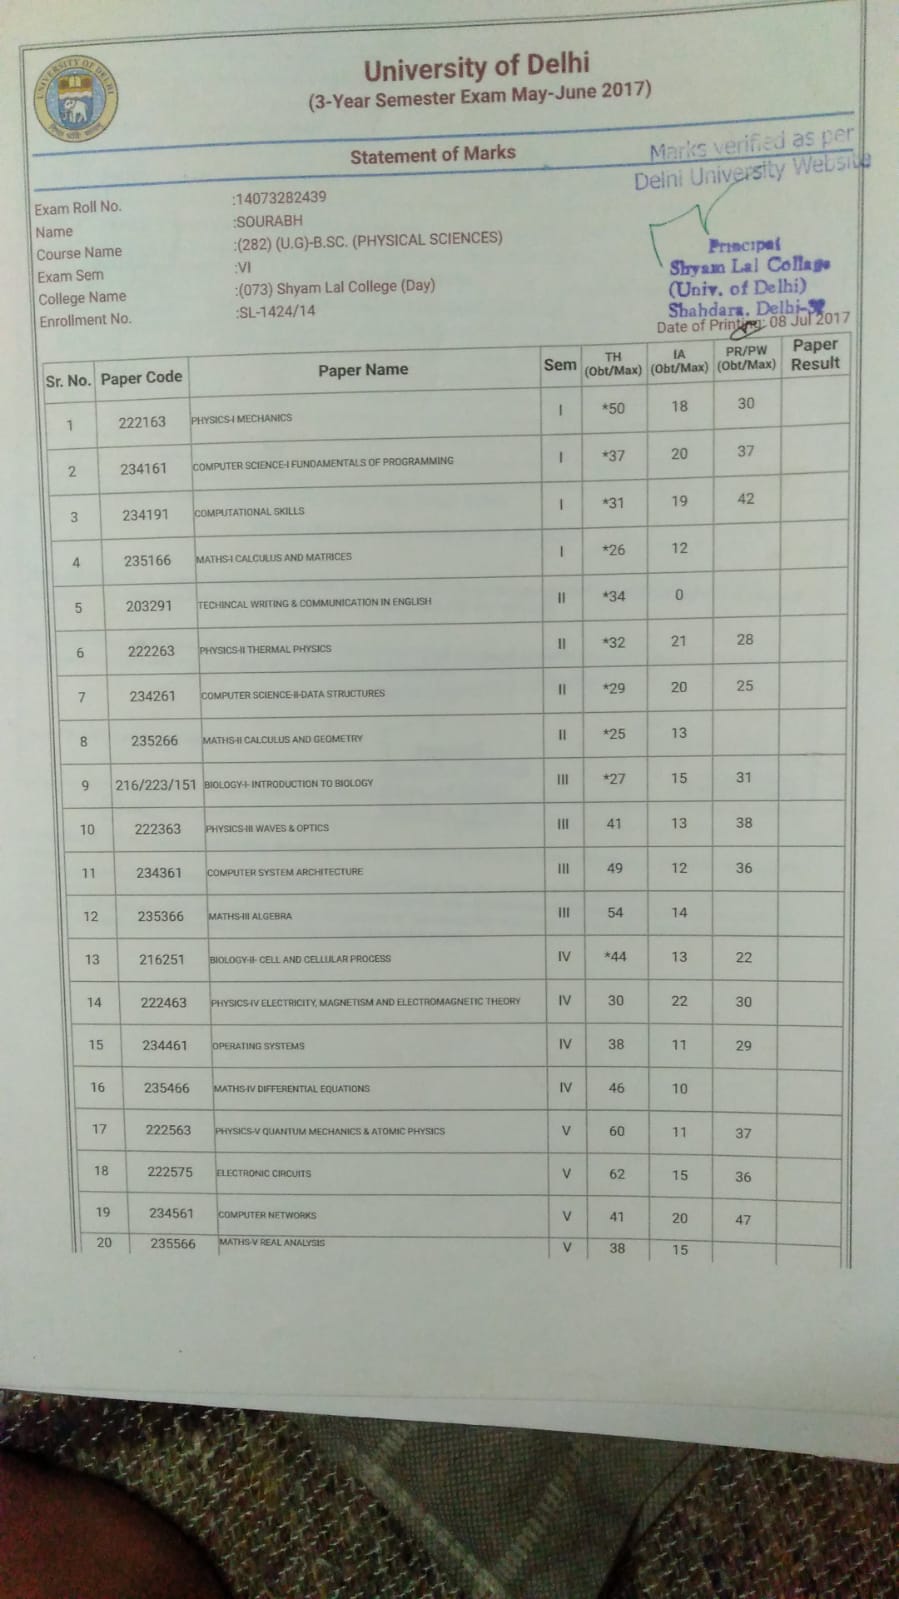 University of Delhi
(3-Year Semester Exam May-June 2017)
Statement of Marks
Marks verified as per
Delhi University Website
Principal
Shyam Lal Collage
(Univ. of Delhi)
Shahdara, Delhi-32
Exam Roll No. :14073282439
Name :SOURABH
Course Name :(282) (U.G)-B.SC. (PHYSICAL SCIENCES)
Exam Sem :VI
College Name :(073) Shyam Lal College (Day)
Enrollment No. :SL-1424/14
Date of Printing: 08 Jul 2017
Sr. No. Paper Code Paper Name Sem TH (Obt/Max) IA (Obt/Max) PR/PW (Obt/Max) Paper Result
1 222163 PHYSICS-I MECHANICS I *50 18 30
2 234161 COMPUTER SCIENCE-I FUNDAMENTALS OF PROGRAMMING I *37 20 37
3 234191 COMPUTATIONAL SKILLS I *31 19 42
4 235166 MATHS-I CALCULUS AND MATRICES I *26 12
5 203291 TECHINCAL WRITING & COMMUNICATION IN ENGLISH II *34 0
6 222263 PHYSICS-II THERMAL PHYSICS II *32 21 28
7 234261 COMPUTER SCIENCE-II-DATA STRUCTURES II *29 20 25
8 235266 MATHS-II CALCULUS AND GEOMETRY II *25 13
9 216/223/151 BIOLOGY-I- INTRODUCTION TO BIOLOGY III *27 15 31
10 222363 PHYSICS-III WAVES & OPTICS III 41 13 38
11 234361 COMPUTER SYSTEM ARCHITECTURE III 49 12 36
12 235366 MATHS-III ALGEBRA III 54 14
13 216251 BIOLOGY-II- CELL AND CELLULAR PROCESS IV *44 13 22
14 222463 PHYSICS-IV ELECTRICITY, MAGNETISM AND ELECTROMAGNETIC THEORY IV 30 22 30
15 234461 OPERATING SYSTEMS IV 38 11 29
16 235466 MATHS-IV DIFFERENTIAL EQUATIONS IV 46 10
17 222563 PHYSICS-V QUANTUM MECHANICS & ATOMIC PHYSICS V 60 11 37
18 222575 ELECTRONIC CIRCUITS V 62 15 36
19 234561 COMPUTER NETWORKS V 41 20 47
20 235566 MATHS-V REAL ANALYSIS V 38 15